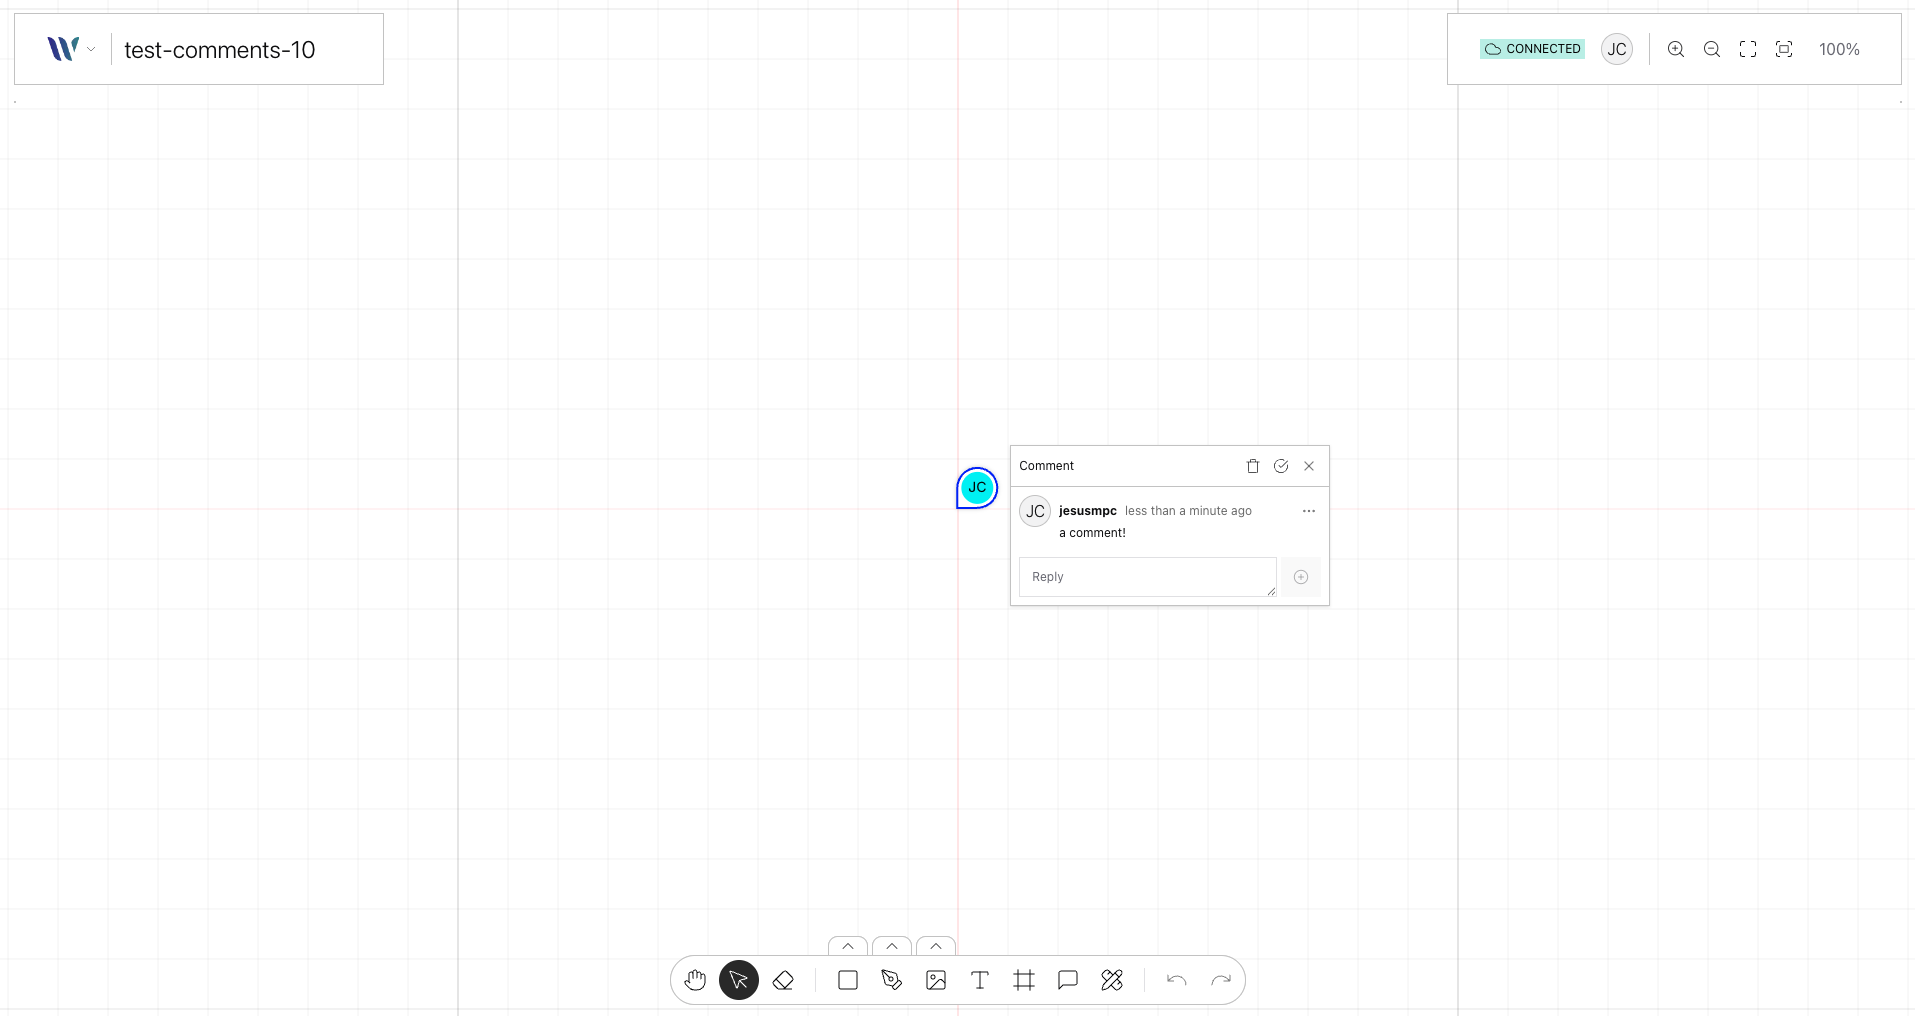 test-comments-10
CONNECTED
JC
100%
JC
Comment
JC
jesusmpc less than a minute ago
a comment!
Reply